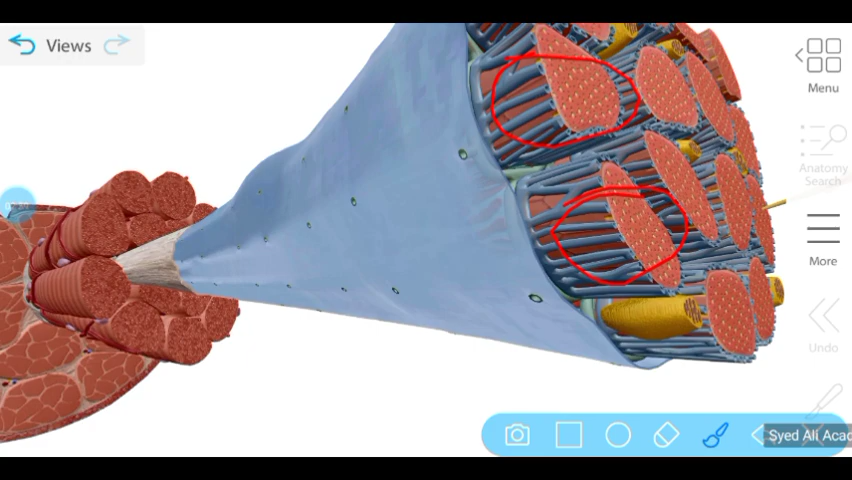 Views
Menu
Anatomy
Search
More
Undo
Syed Ali Acad